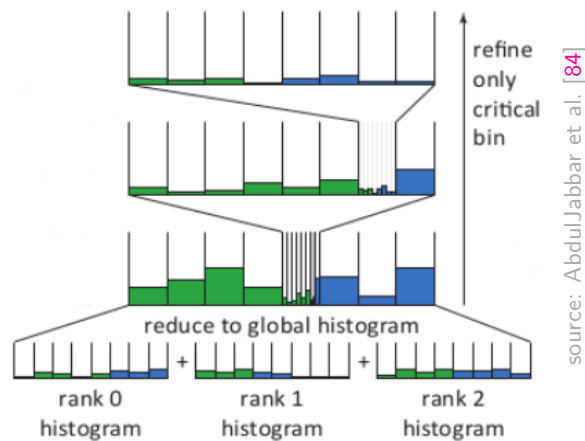 refine
only
critical
bin
source: AbdulJabbar et al. [84]
reduce to global histogram
+
+
rank 0
histogram
rank 1
histogram
rank 2
histogram